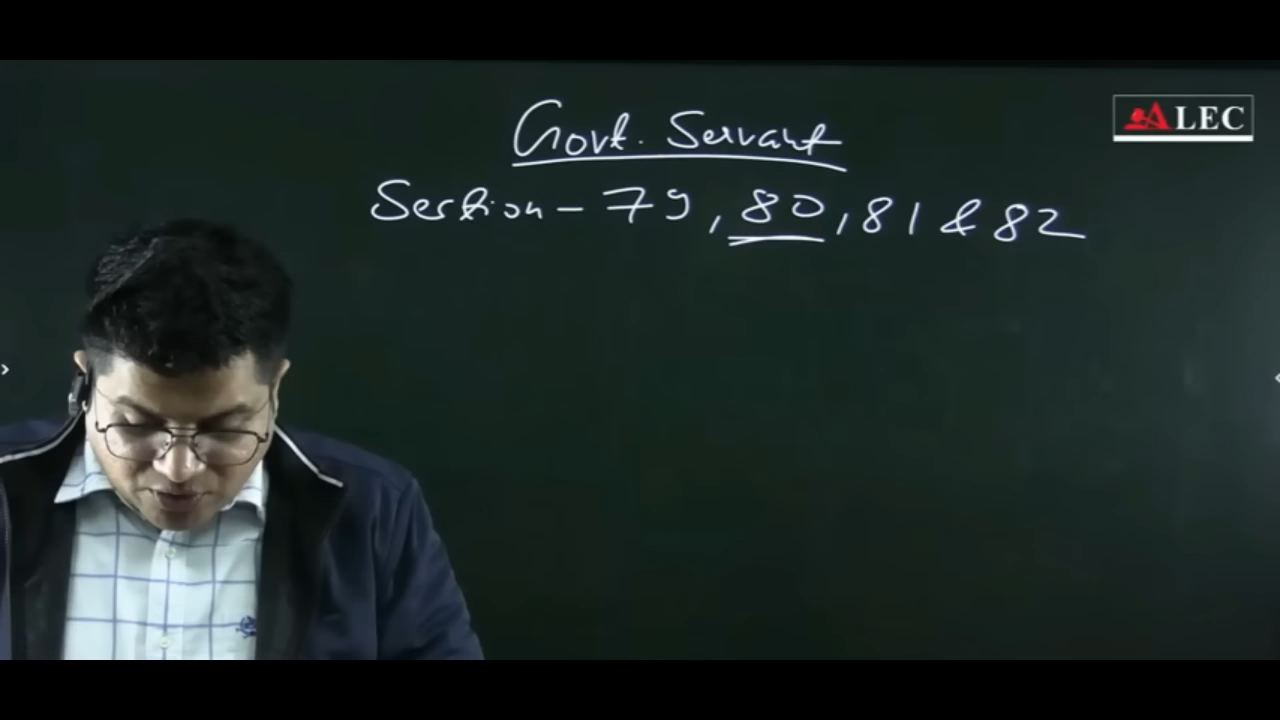 Govt. Servant
ALEC
Section - 79, 80, 81 & 82